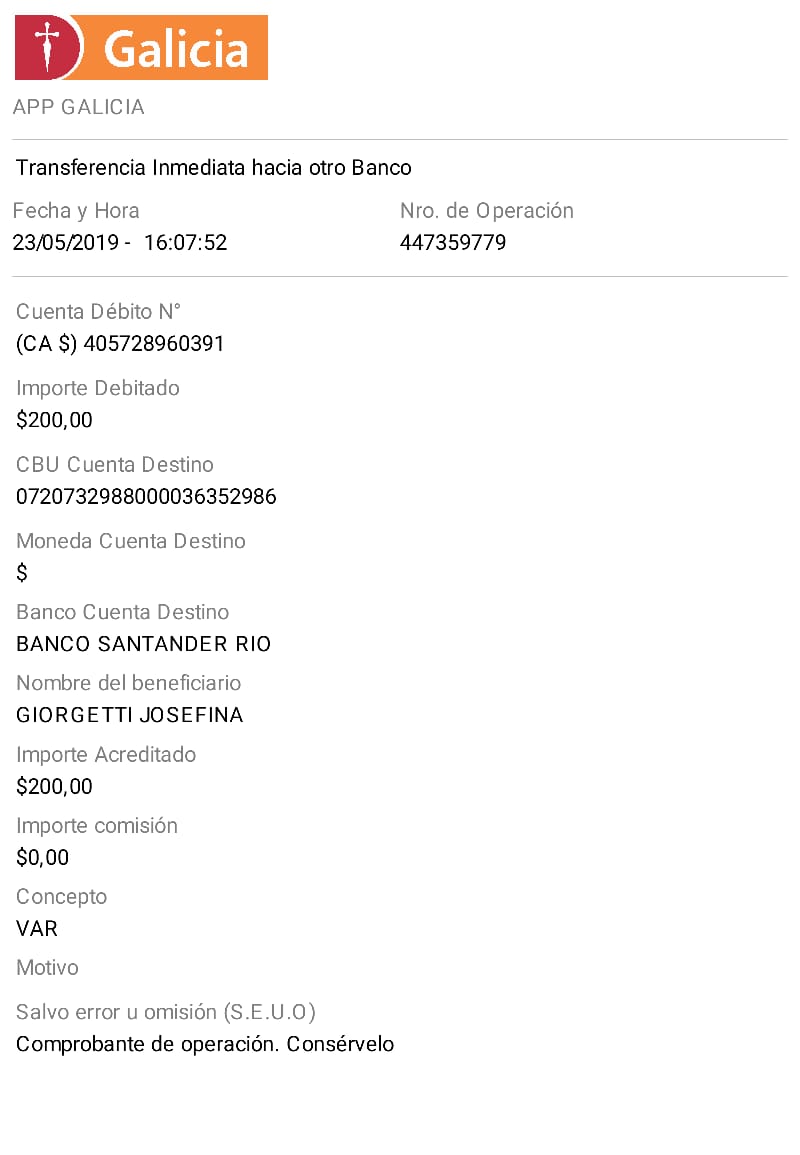 Galicia
APP GALICIA
Transferencia Inmediata hacia otro Banco
Fecha y Hora
23/05/2019 - 16:07:52
Nro. de Operación
447359779
Cuenta Débito N°
(CA $) 405728960391
Importe Debitado
$200,00
CBU Cuenta Destino
0720732988000036352986
Moneda Cuenta Destino
$
Banco Cuenta Destino
BANCO SANTANDER RIO
Nombre del beneficiario
GIORGETTI JOSEFINA
Importe Acreditado
$200,00
Importe comisión
$0,00
Concepto
VAR
Motivo
Salvo error u omisión (S.E.U.O)
Comprobante de operación. Consérvelo